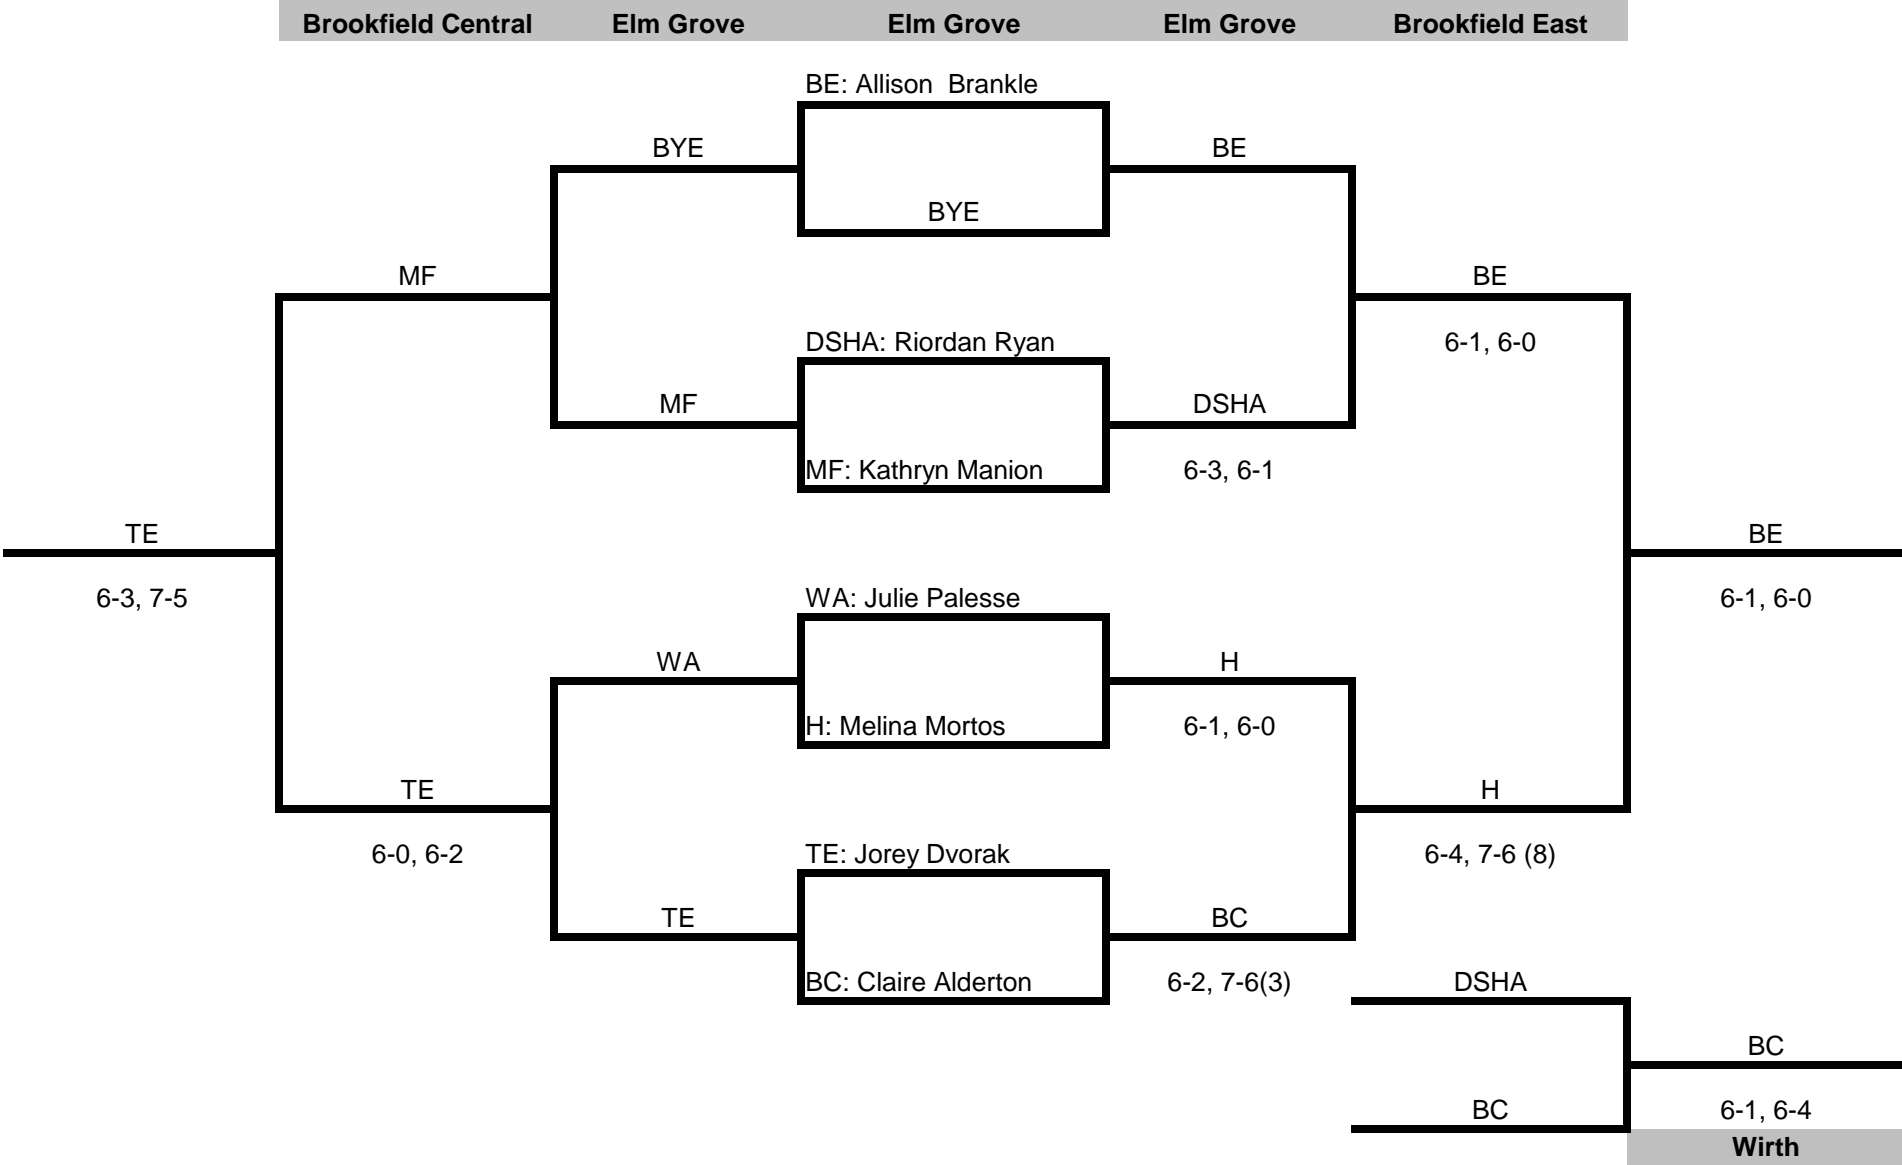 Brookfield Central Elm Grove Elm Grove Elm Grove Brookfield East
BE: Allison  Brankle
BYE BE
BYE
MF BE
DSHA: Riordan Ryan 6-1, 6-0
MF DSHA
MF: Kathryn Manion 6-3, 6-1
TE BE
6-3, 7-5 WA: Julie Palesse 6-1, 6-0
WA H
H: Melina Mortos 6-1, 6-0
TE H
6-0, 6-2 TE: Jorey Dvorak 6-4, 7-6 (8)
TE BC
BC: Claire Alderton 6-2, 7-6(3) DSHA
BC
BC 6-1, 6-4
Wirth